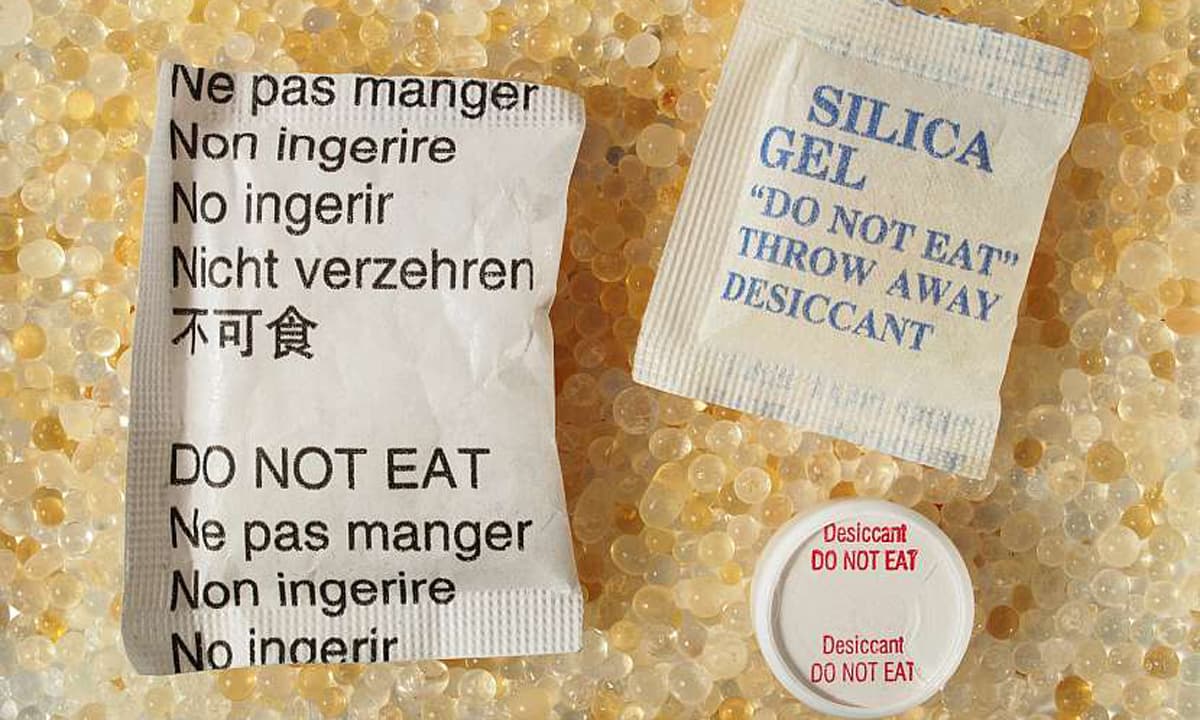 Ne pas manger
Non ingerire
No ingerir
Nicht verzehren
不可食
DO NOT EAT
Ne pas manger
Non ingerire
No ingerir
SILICA
GEL
“DO NOT EAT”
THROW AWAY
DESICCANT
Desiccant
DO NOT EAT
Desiccant
DO NOT EAT